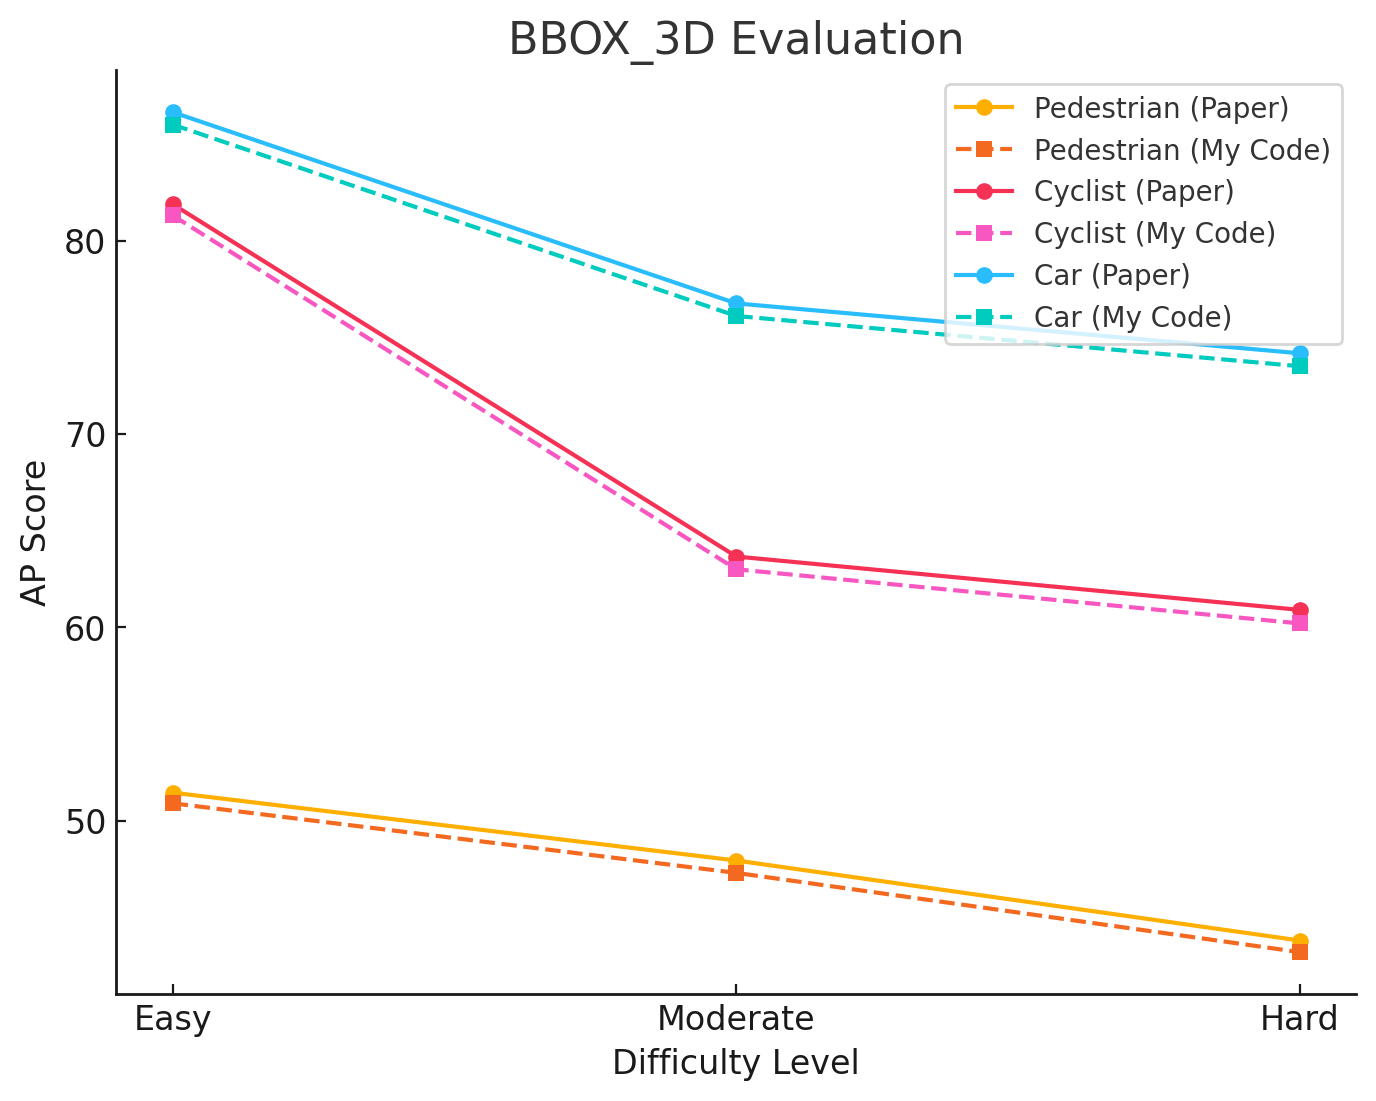 BBOX_3D Evaluation
Pedestrian (Paper)
Pedestrian (My Code)
Cyclist (Paper)
Cyclist (My Code)
Car (Paper)
Car (My Code)
AP Score
80
70
60
50
Easy
Moderate
Hard
Difficulty Level